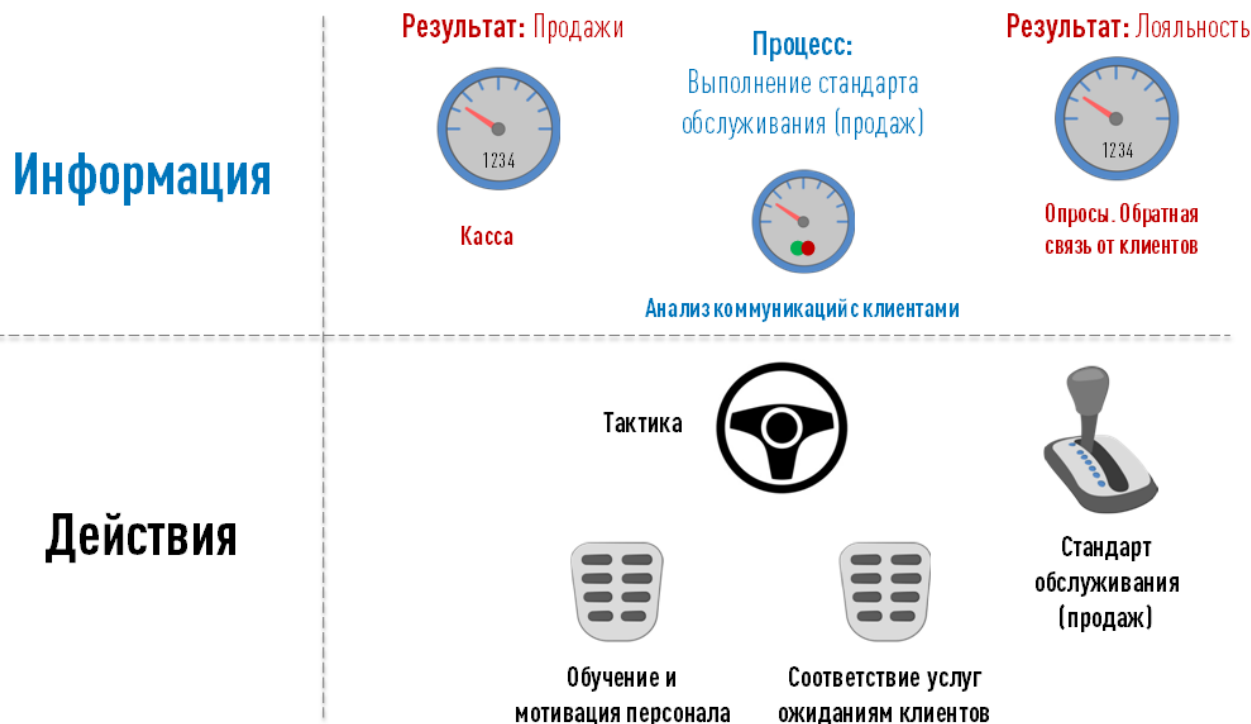 Результат: Продажи
Процесс:
Выполнение стандарта
обслуживания (продаж)
Результат: Лояльность
Информация
1234
1234
Касса
Опросы. Обратная
связь от клиентов
Анализ коммуникаций с клиентами
Тактика
Действия
Стандарт
обслуживания
(продаж)
Обучение и
мотивация персонала
Соответствие услуг
ожиданиям клиентов